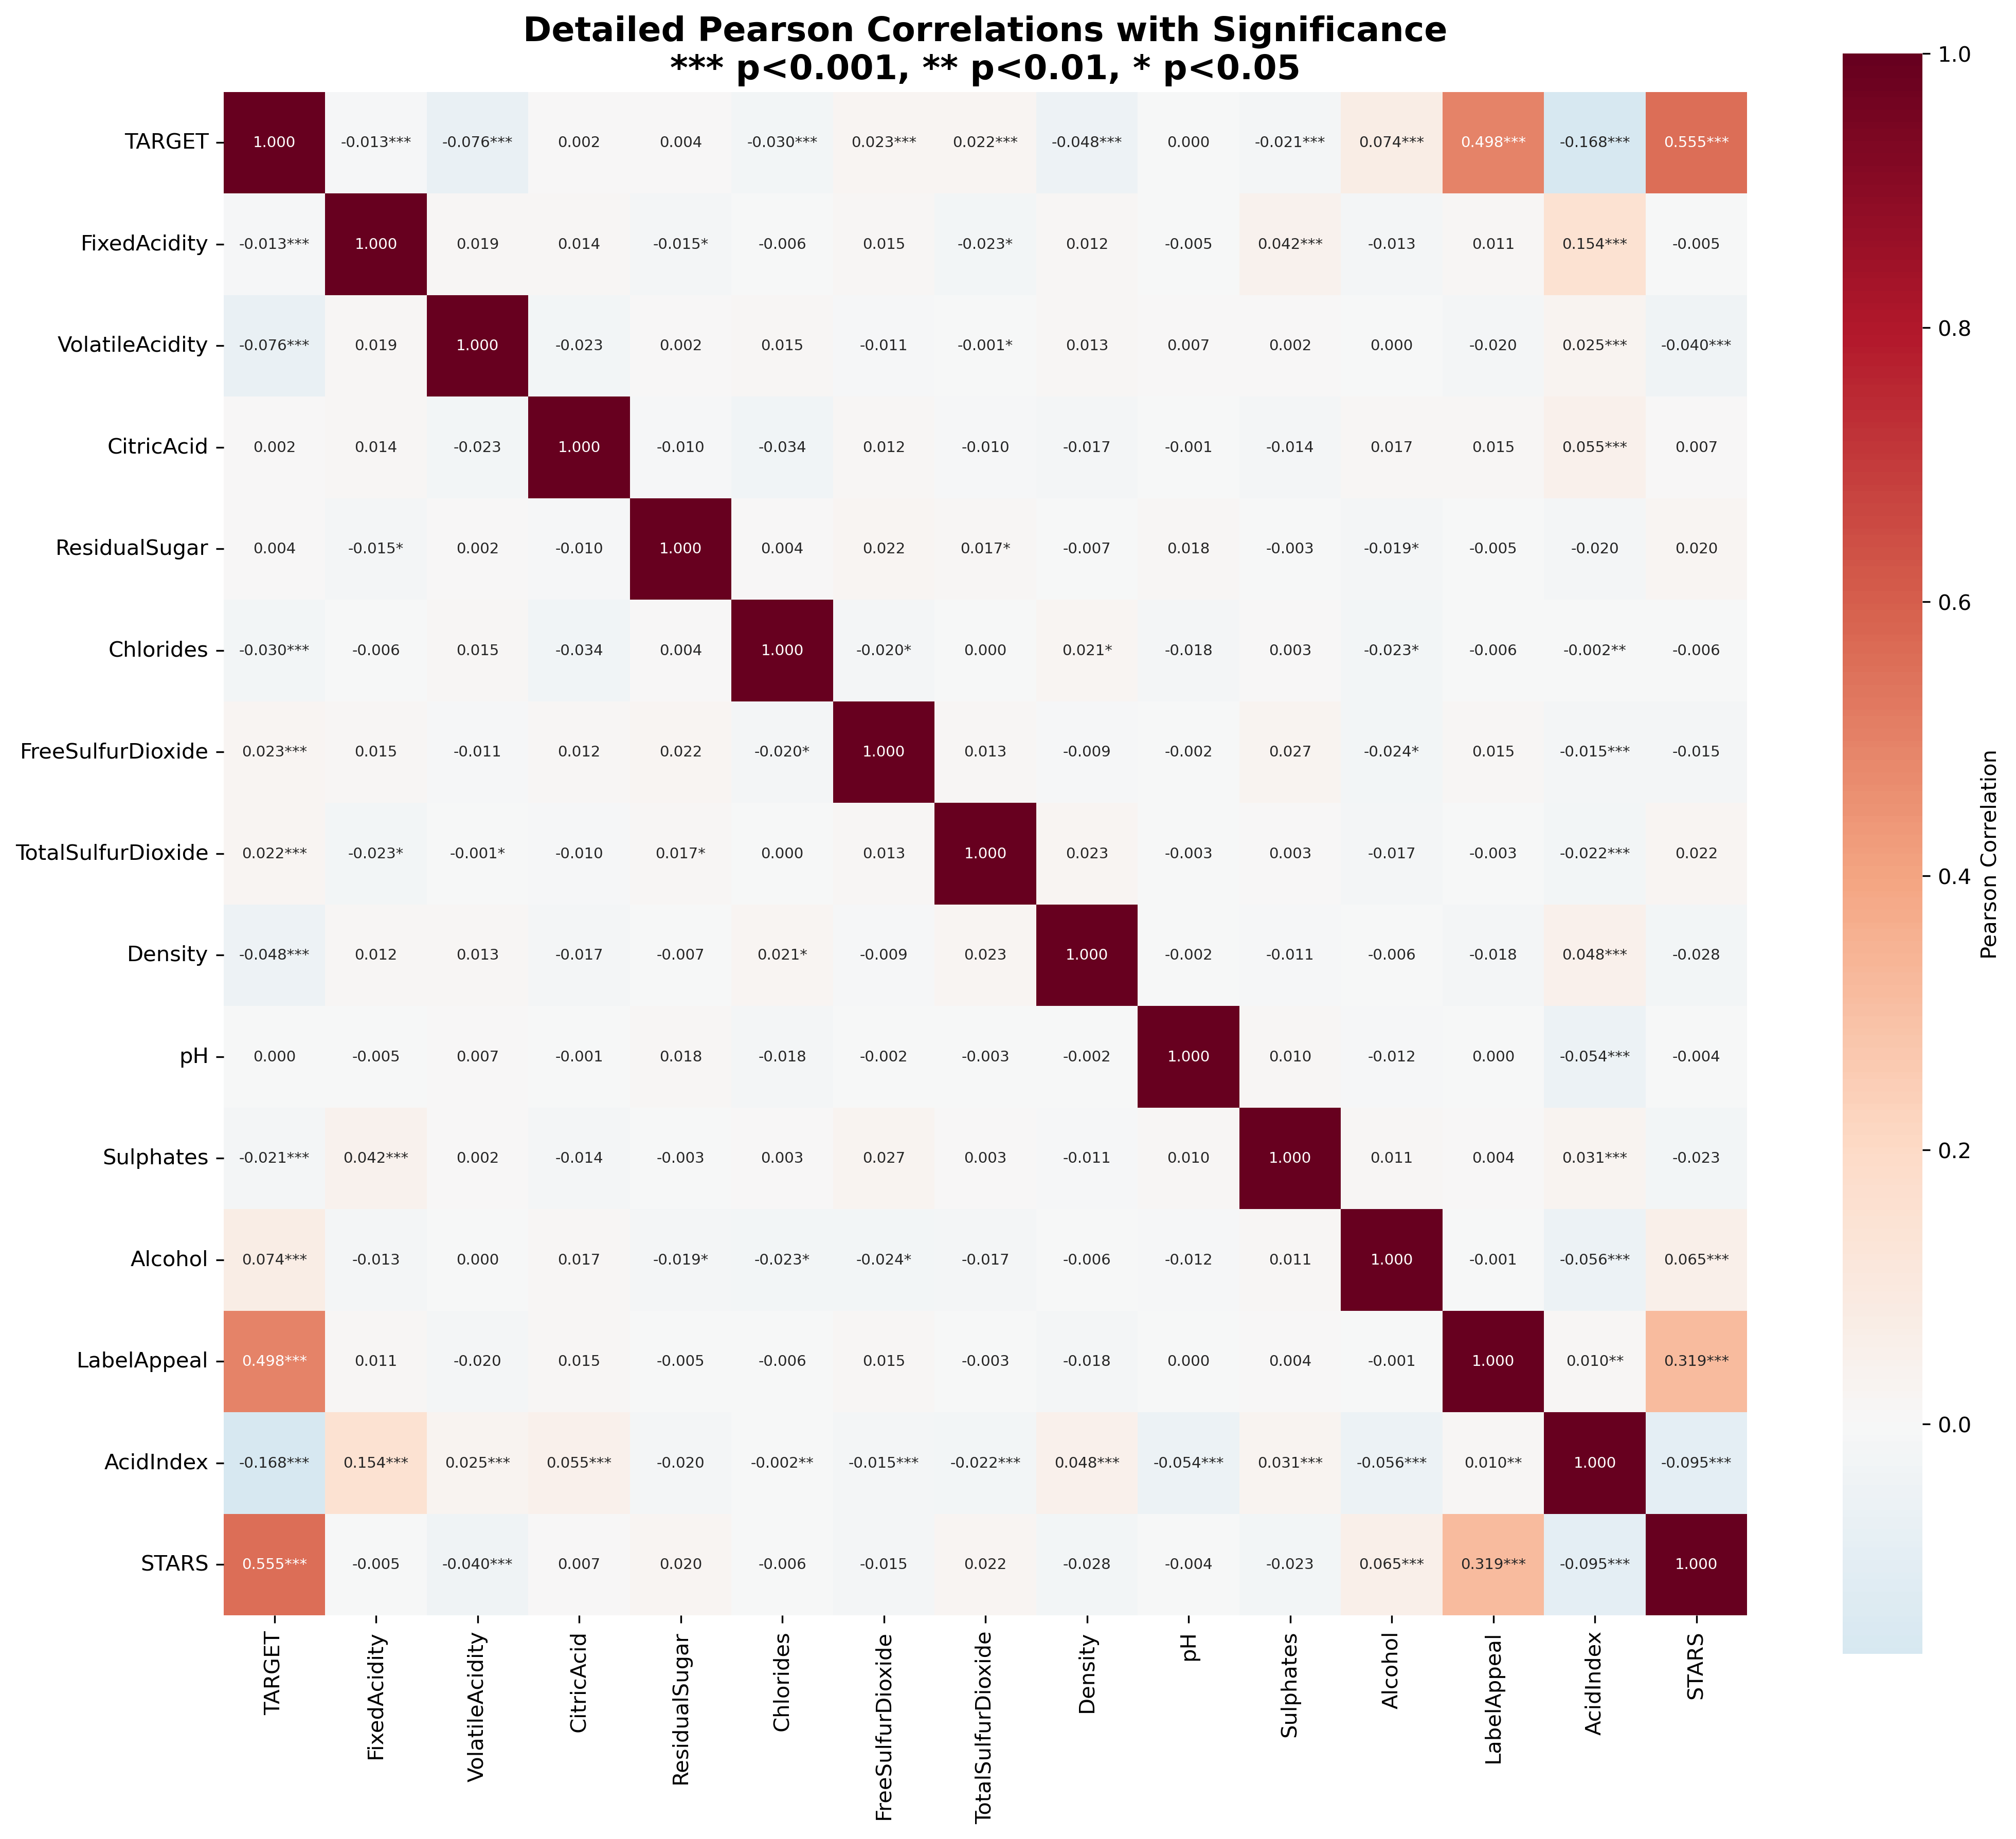 Detailed Pearson Correlations with Significance
*** p<0.001, ** p<0.01, * p<0.05
TARGET 1.000 -0.013*** -0.076*** 0.002 0.004 -0.030*** 0.023*** 0.022*** -0.048*** 0.000 -0.021*** 0.074*** 0.498*** -0.168*** 0.555***
FixedAcidity -0.013*** 1.000 0.019 0.014 -0.015* -0.006 0.015 -0.023* 0.012 -0.005 0.042*** -0.013 0.011 0.154*** -0.005
VolatileAcidity -0.076*** 0.019 1.000 -0.023 0.002 0.015 -0.011 -0.001* 0.013 0.007 0.002 0.000 -0.020 0.025*** -0.040***
CitricAcid 0.002 0.014 -0.023 1.000 -0.010 -0.034 0.012 -0.010 -0.017 -0.001 -0.014 0.017 0.015 0.055*** 0.007
ResidualSugar 0.004 -0.015* 0.002 -0.010 1.000 0.004 0.022 0.017* -0.007 0.018 -0.003 -0.019* -0.005 -0.020 0.020
Chlorides -0.030*** -0.006 0.015 -0.034 0.004 1.000 -0.020* 0.000 0.021* -0.018 0.003 -0.023* -0.006 -0.002** -0.006
FreeSulfurDioxide 0.023*** 0.015 -0.011 0.012 0.022 -0.020* 1.000 0.013 -0.009 -0.002 0.027 -0.024* 0.015 -0.015*** -0.015
TotalSulfurDioxide 0.022*** -0.023* -0.001* -0.010 0.017* 0.000 0.013 1.000 0.023 -0.003 0.003 -0.017 -0.003 -0.022*** 0.022
Density -0.048*** 0.012 0.013 -0.017 -0.007 0.021* -0.009 0.023 1.000 -0.002 -0.011 -0.006 -0.018 0.048*** -0.028
pH 0.000 -0.005 0.007 -0.001 0.018 -0.018 -0.002 -0.003 -0.002 1.000 0.010 -0.012 0.000 -0.054*** -0.004
Sulphates -0.021*** 0.042*** 0.002 -0.014 -0.003 0.003 0.027 0.003 -0.011 0.010 1.000 0.011 0.004 0.031*** -0.023
Alcohol 0.074*** -0.013 0.000 0.017 -0.019* -0.023* -0.024* -0.017 -0.006 -0.012 0.011 1.000 -0.001 -0.056*** 0.065***
LabelAppeal 0.498*** 0.011 -0.020 0.015 -0.005 -0.006 0.015 -0.003 -0.018 0.000 0.004 -0.001 1.000 0.010** 0.319***
AcidIndex -0.168*** 0.154*** 0.025*** 0.055*** -0.020 -0.002** -0.015*** -0.022*** 0.048*** -0.054*** 0.031*** -0.056*** 0.010** 1.000 -0.095***
STARS 0.555*** -0.005 -0.040*** 0.007 0.020 -0.006 -0.015 0.022 -0.028 -0.004 -0.023 0.065*** 0.319*** -0.095*** 1.000
TARGET
FixedAcidity
VolatileAcidity
CitricAcid
ResidualSugar
Chlorides
FreeSulfurDioxide
TotalSulfurDioxide
Density
pH
Sulphates
Alcohol
LabelAppeal
AcidIndex
STARS
1.0
0.8
0.6
0.4
0.2
0.0
Pearson Correlation